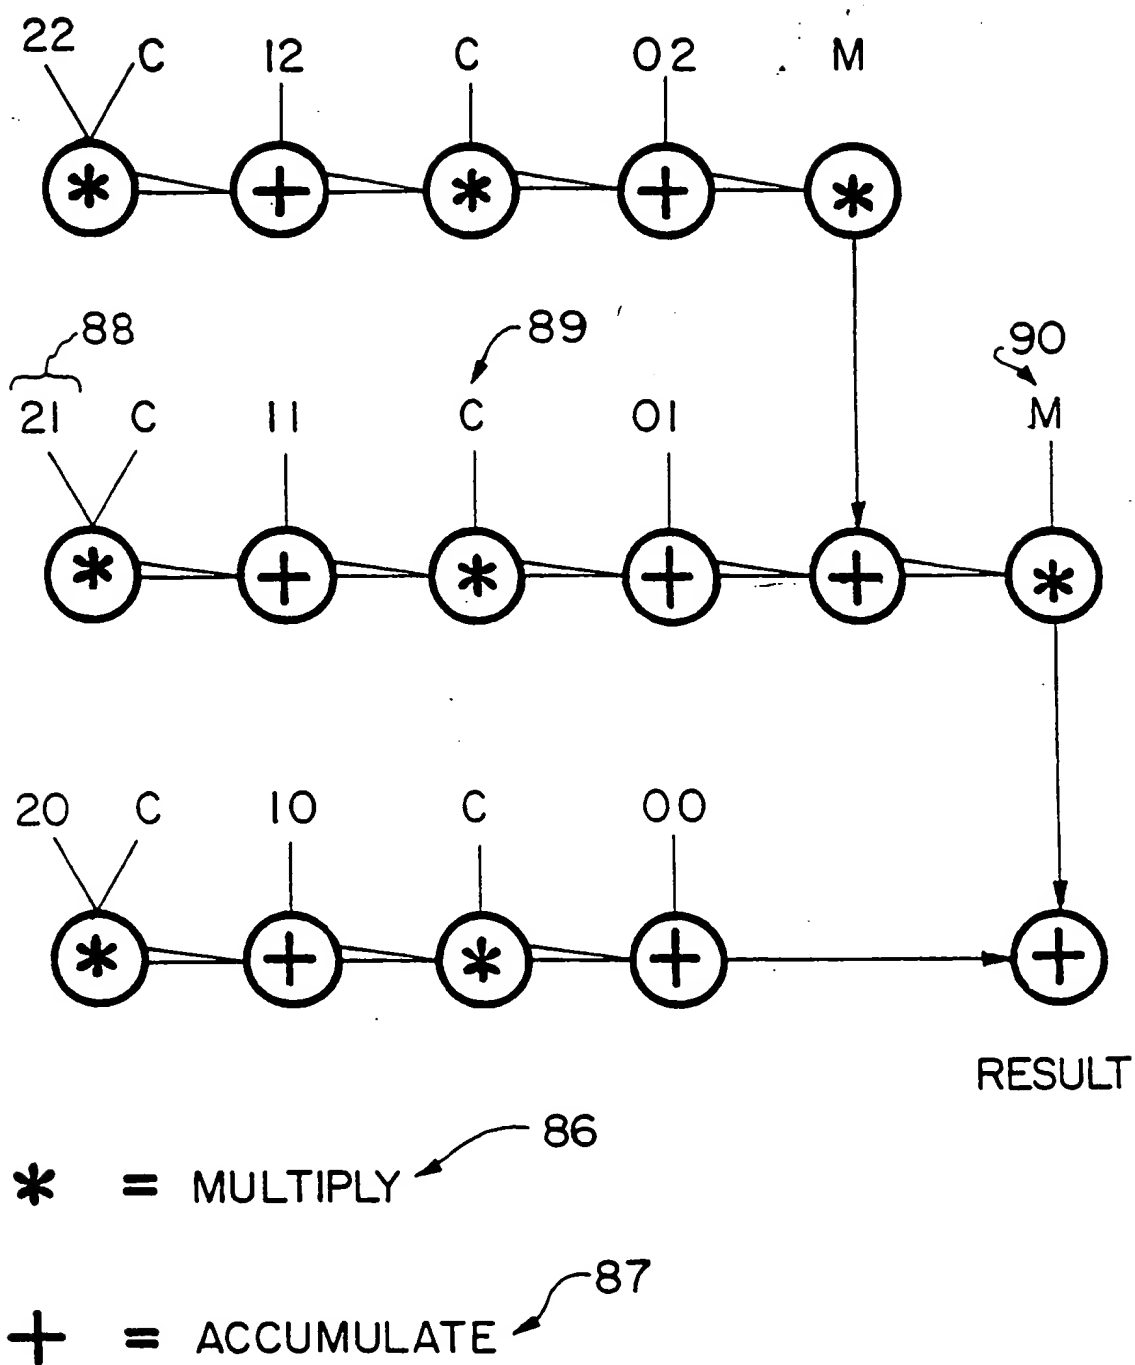 22 C 12 C 02 M
* + * + *
88 89 90
21 C 11 C 01 M
* + * + + *
20 C 10 C 00
* + * + +
RESULT
86
* = MULTIPLY
87
+ = ACCUMULATE